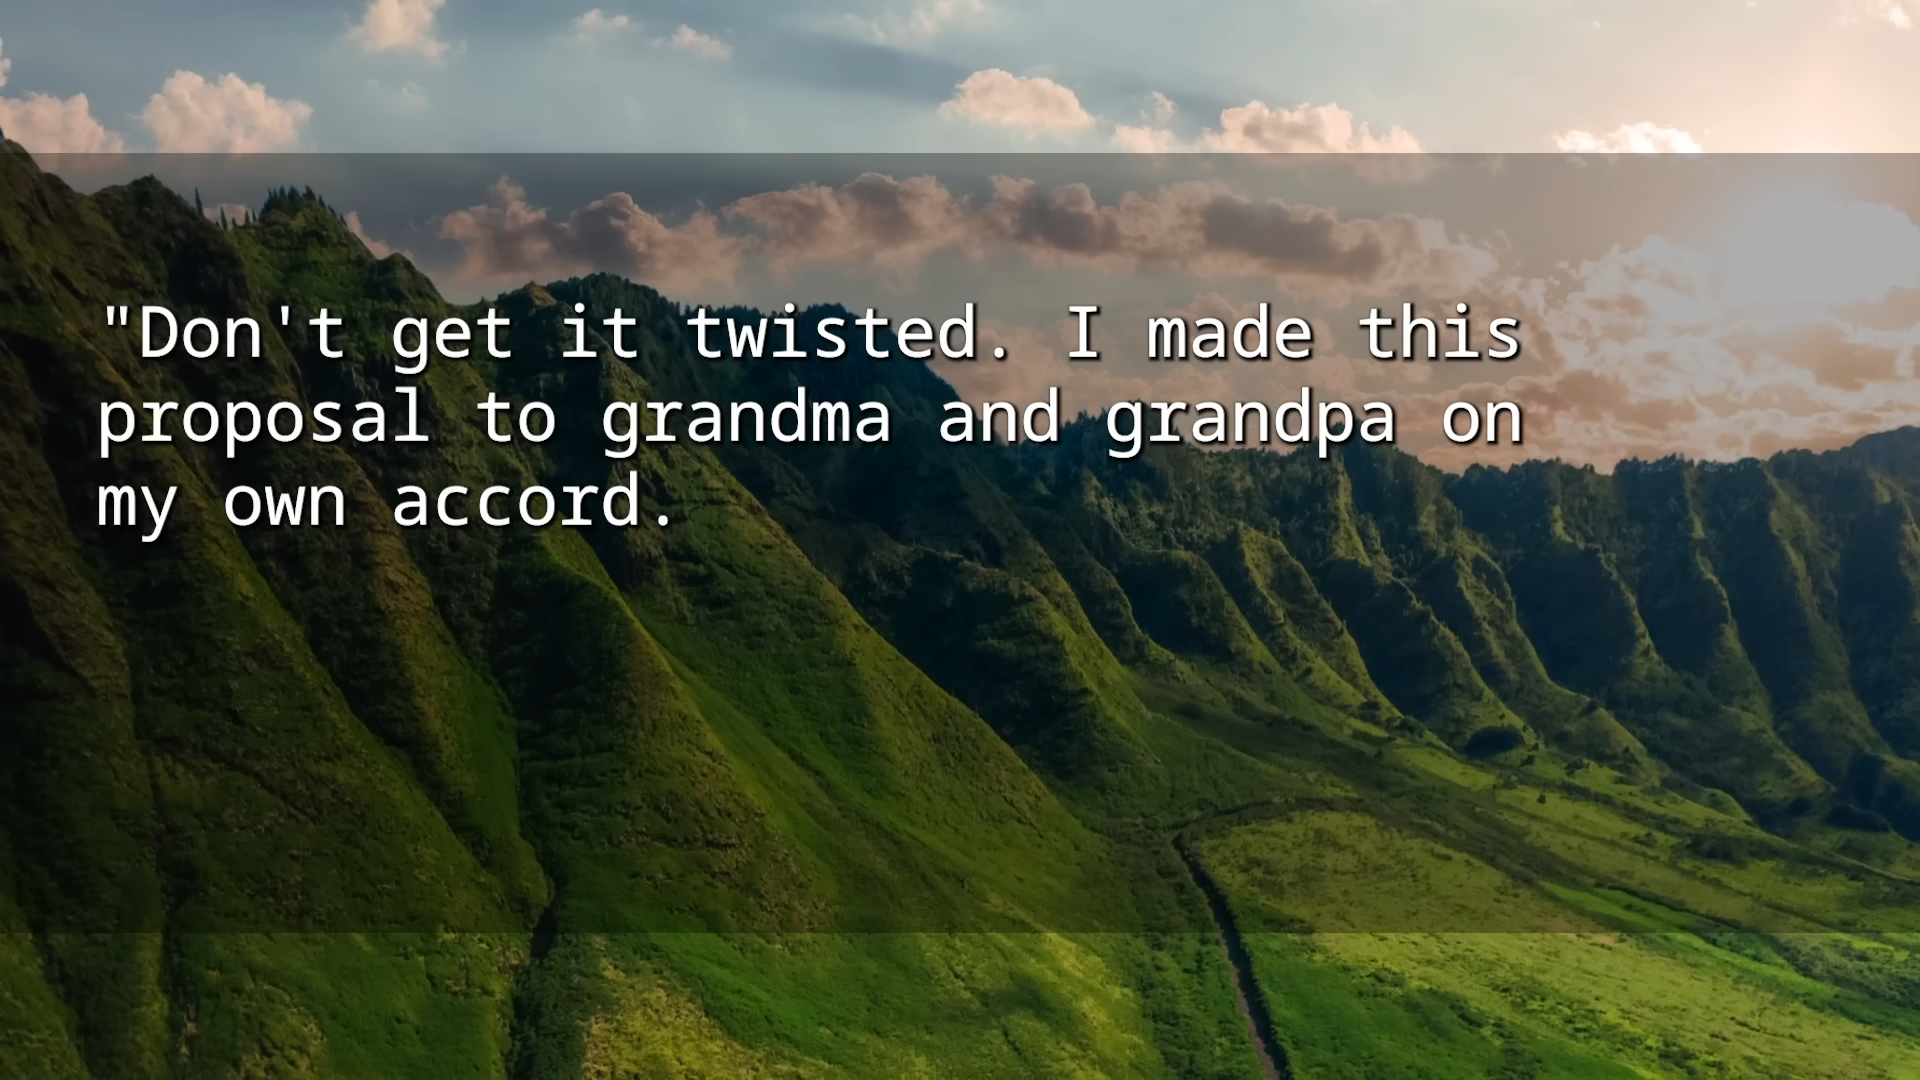 "Don't get it twisted. I made this
proposal to grandma and grandpa on
my own accord.